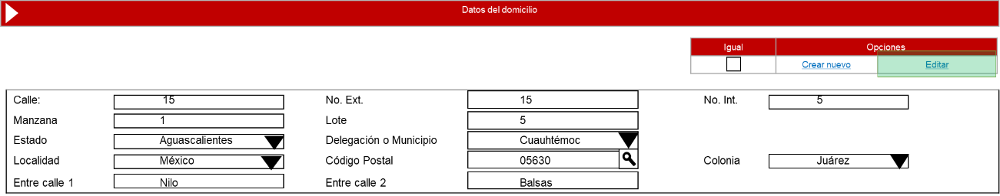 Datos del domicilio
Igual Opciones
Crear nuevo Editar
Calle: 15 No. Ext. 15 No. Int. 5
Manzana 1 Lote 5
Estado Aguascalientes Delegación o Municipio Cuauhtémoc
Localidad México Código Postal 05630 Colonia Juárez
Entre calle 1 Nilo Entre calle 2 Balsas